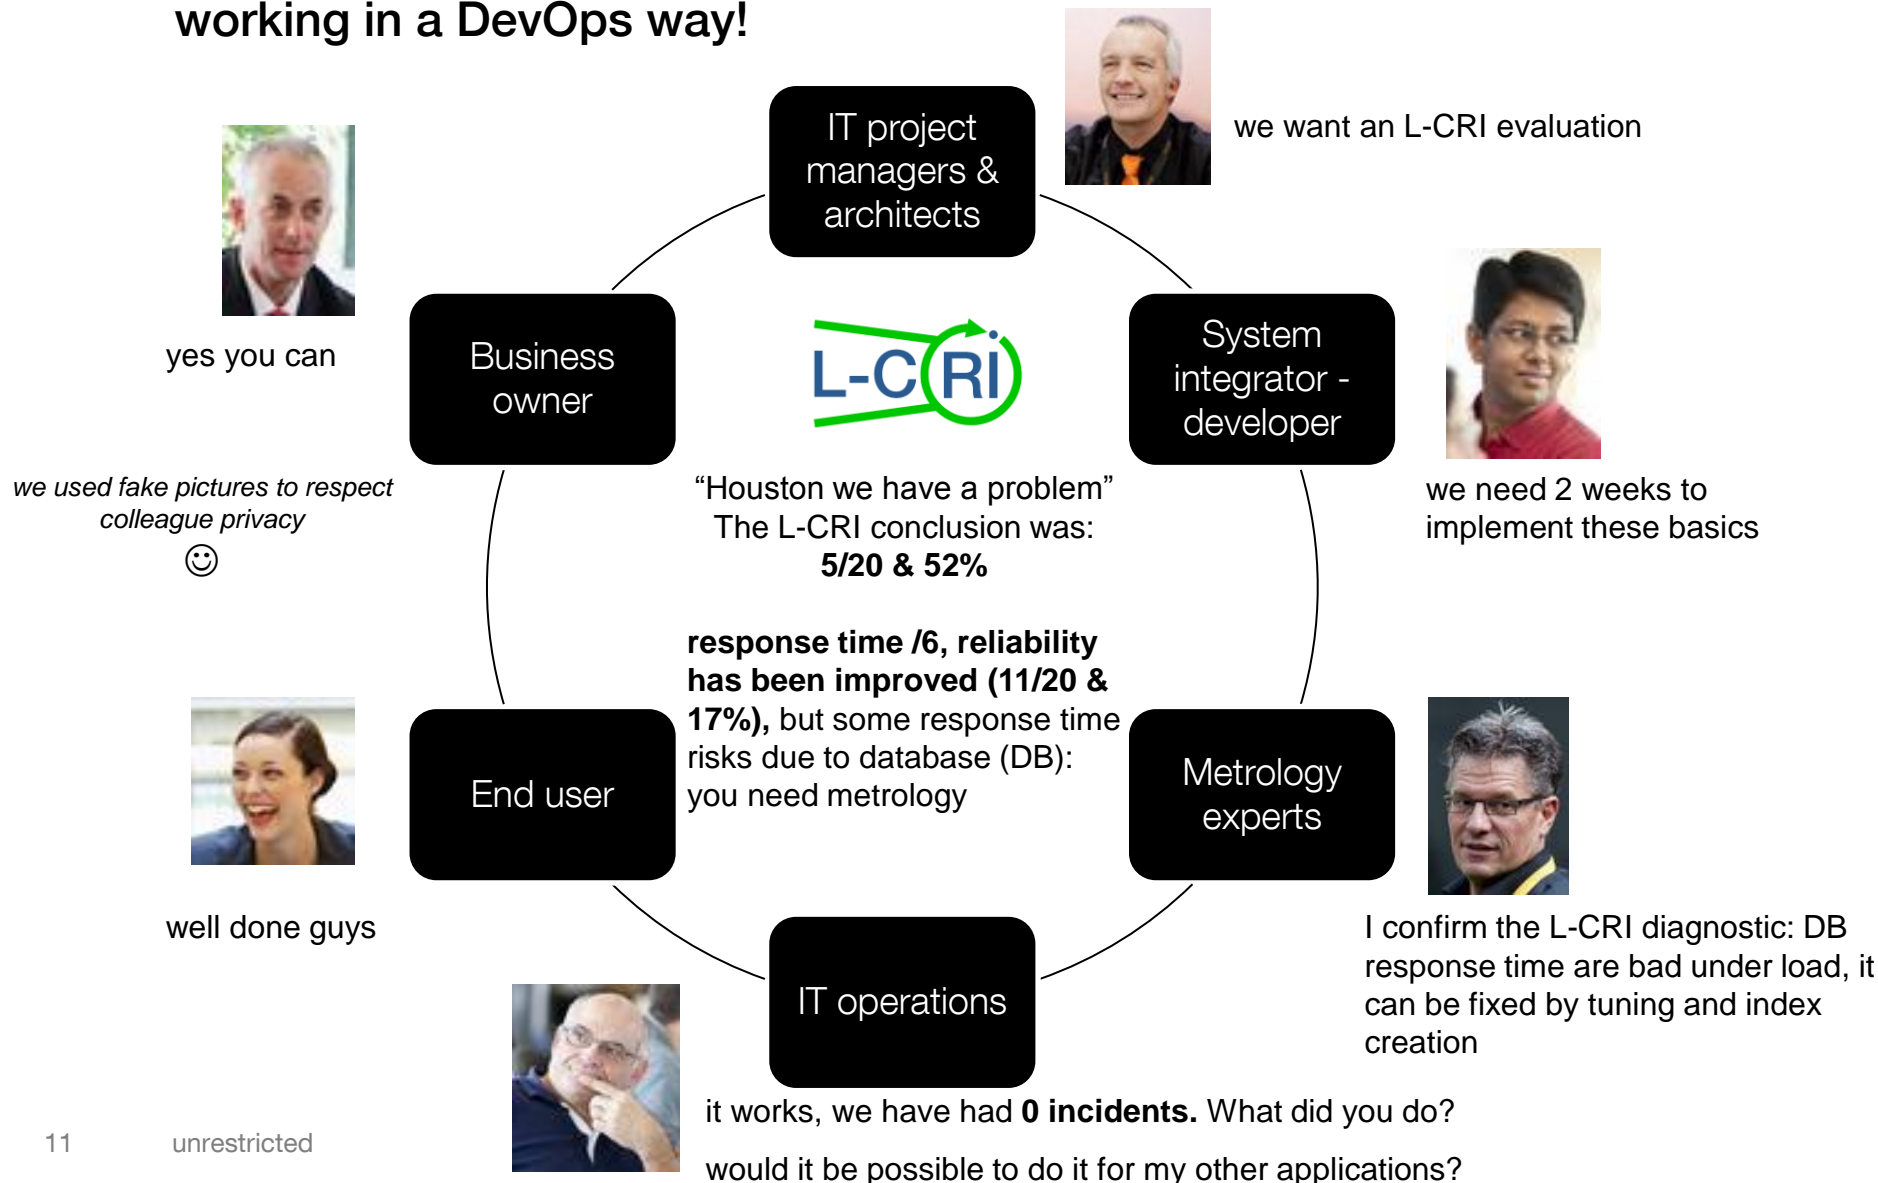 working in a DevOps way!
IT project
managers &
architects
we want an L-CRI evaluation
yes you can
Business
owner
L-CRI
System
integrator -
developer
we used fake pictures to respect
colleague privacy
“Houston we have a problem”
The L-CRI conclusion was:
5/20 & 52%
we need 2 weeks to
implement these basics
response time /6, reliability
has been improved (11/20 &
17%), but some response time
risks due to database (DB):
you need metrology
End user
Metrology
experts
well done guys
I confirm the L-CRI diagnostic: DB
response time are bad under load, it
can be fixed by tuning and index
creation
IT operations
it works, we have had 0 incidents. What did you do?
would it be possible to do it for my other applications?
11 unrestricted